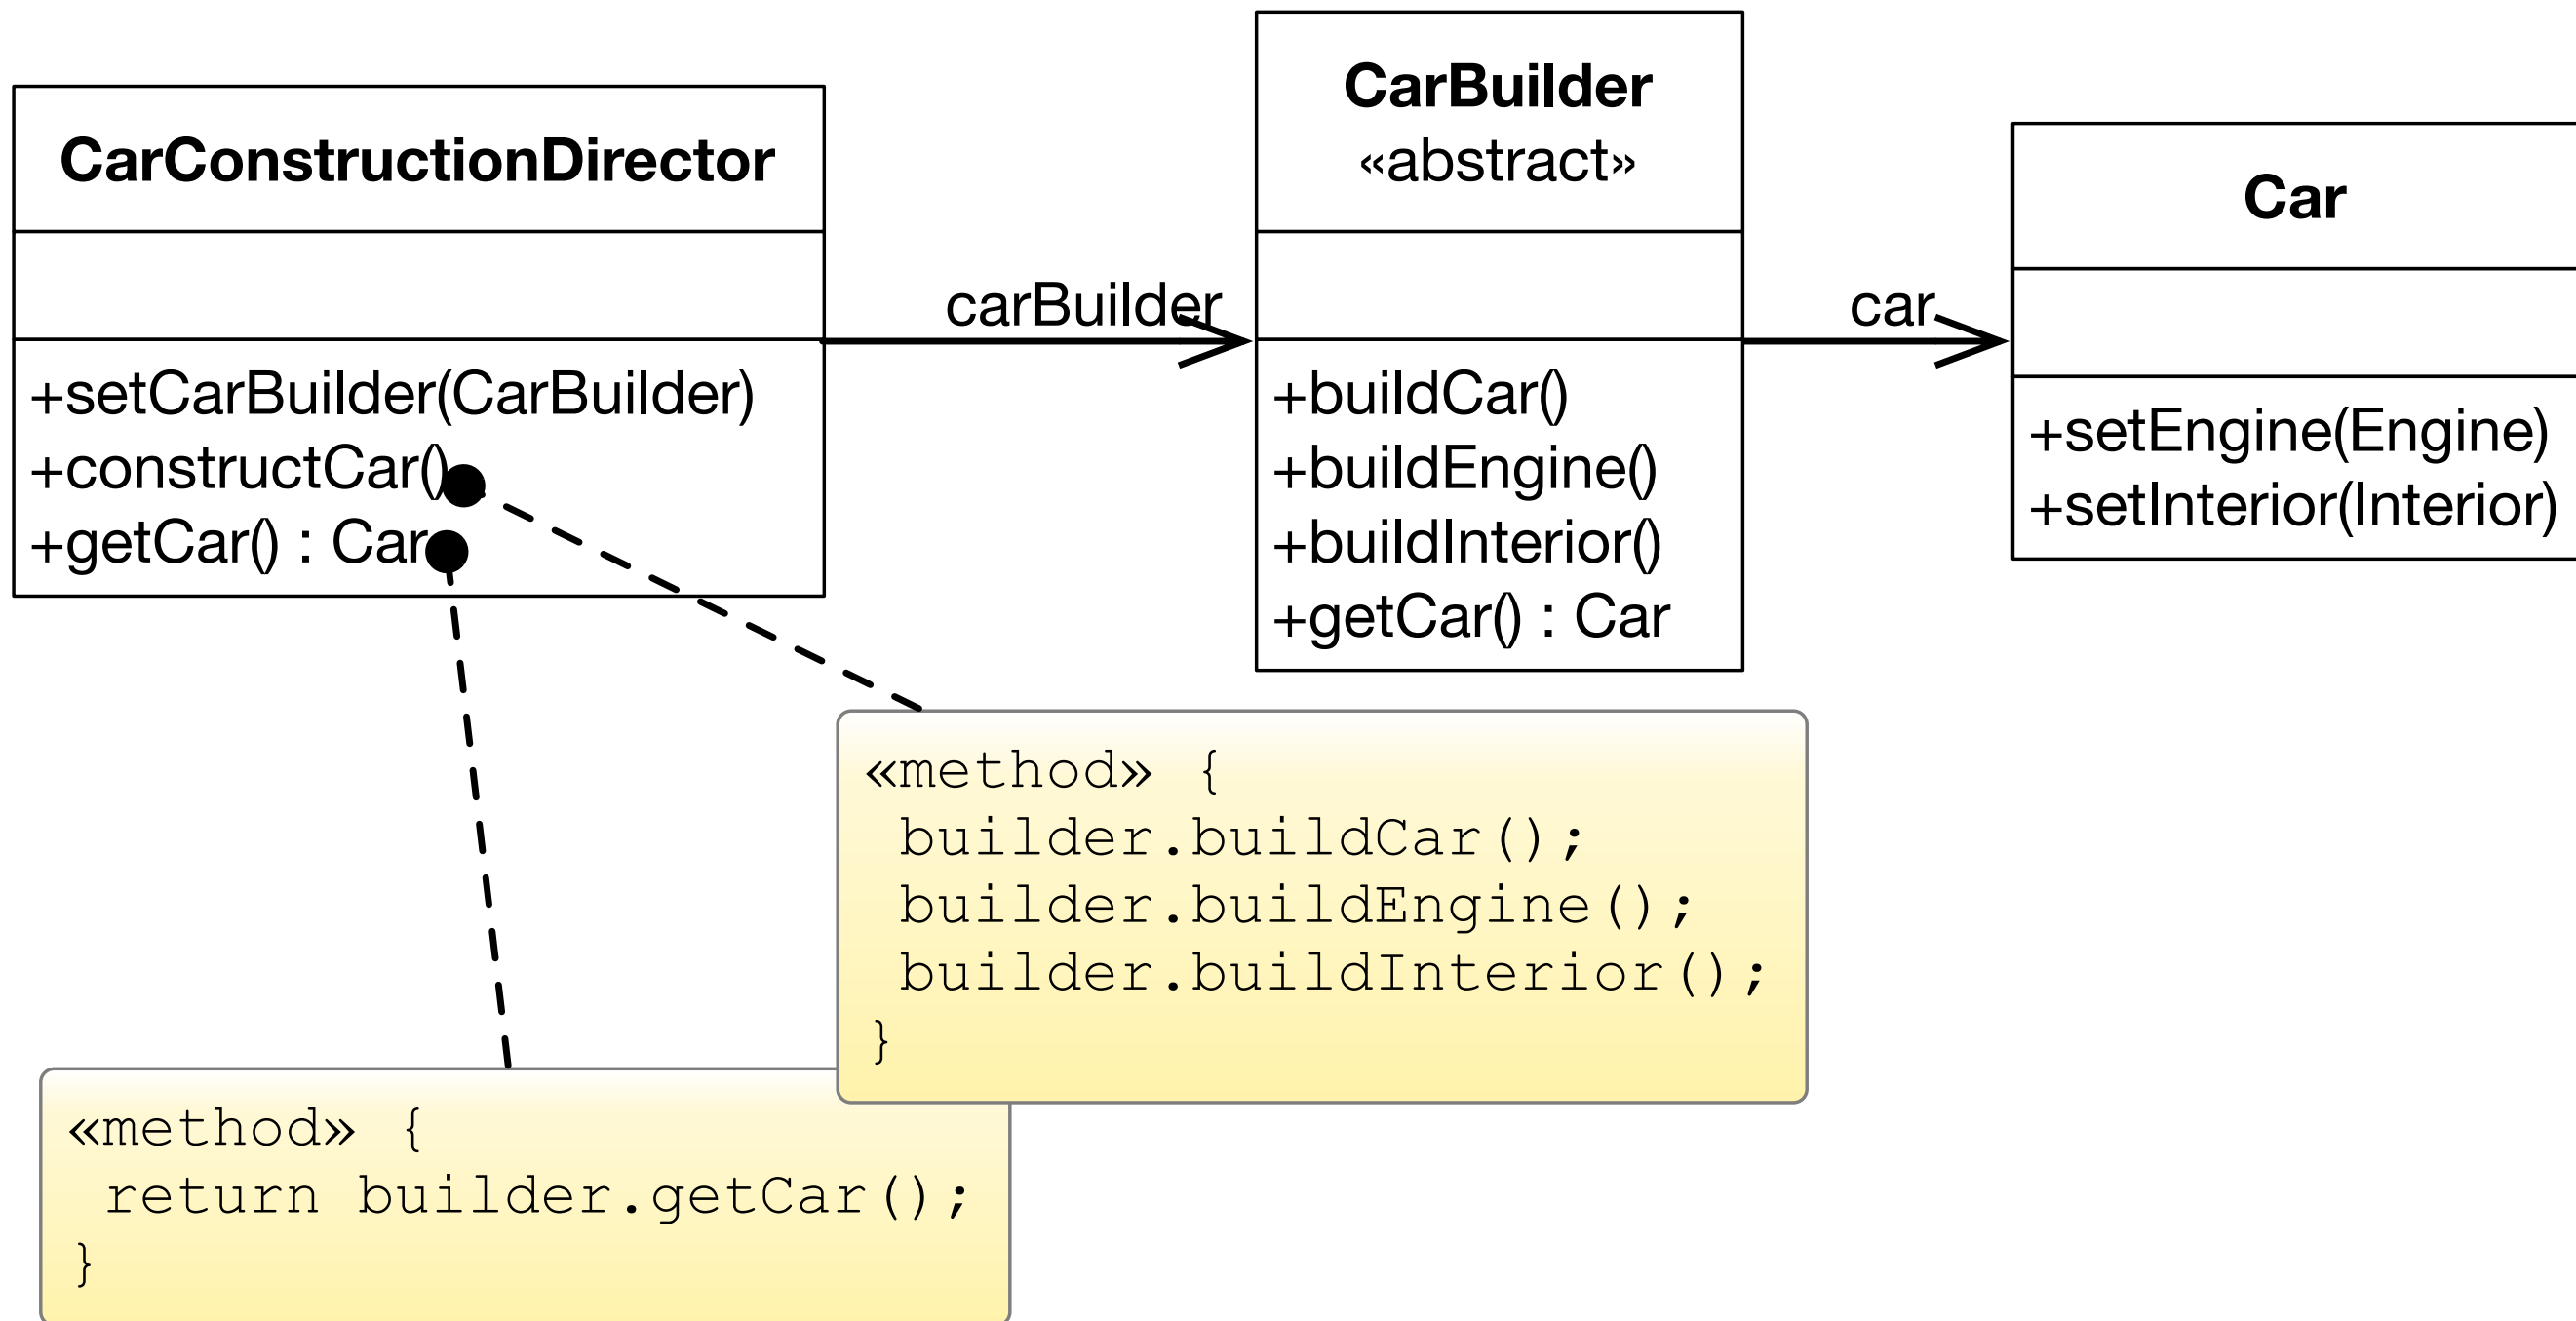 CarConstructionDirector
+setCarBuilder(CarBuilder)
+constructCar()
+getCar() : Car
carBuilder
CarBuilder
«abstract»
+buildCar()
+buildEngine()
+buildInterior()
+getCar() : Car
car
Car
+setEngine(Engine)
+setInterior(Interior)
«method» {
builder.buildCar();
builder.buildEngine();
builder.buildInterior();
}
«method» {
return builder.getCar();
}